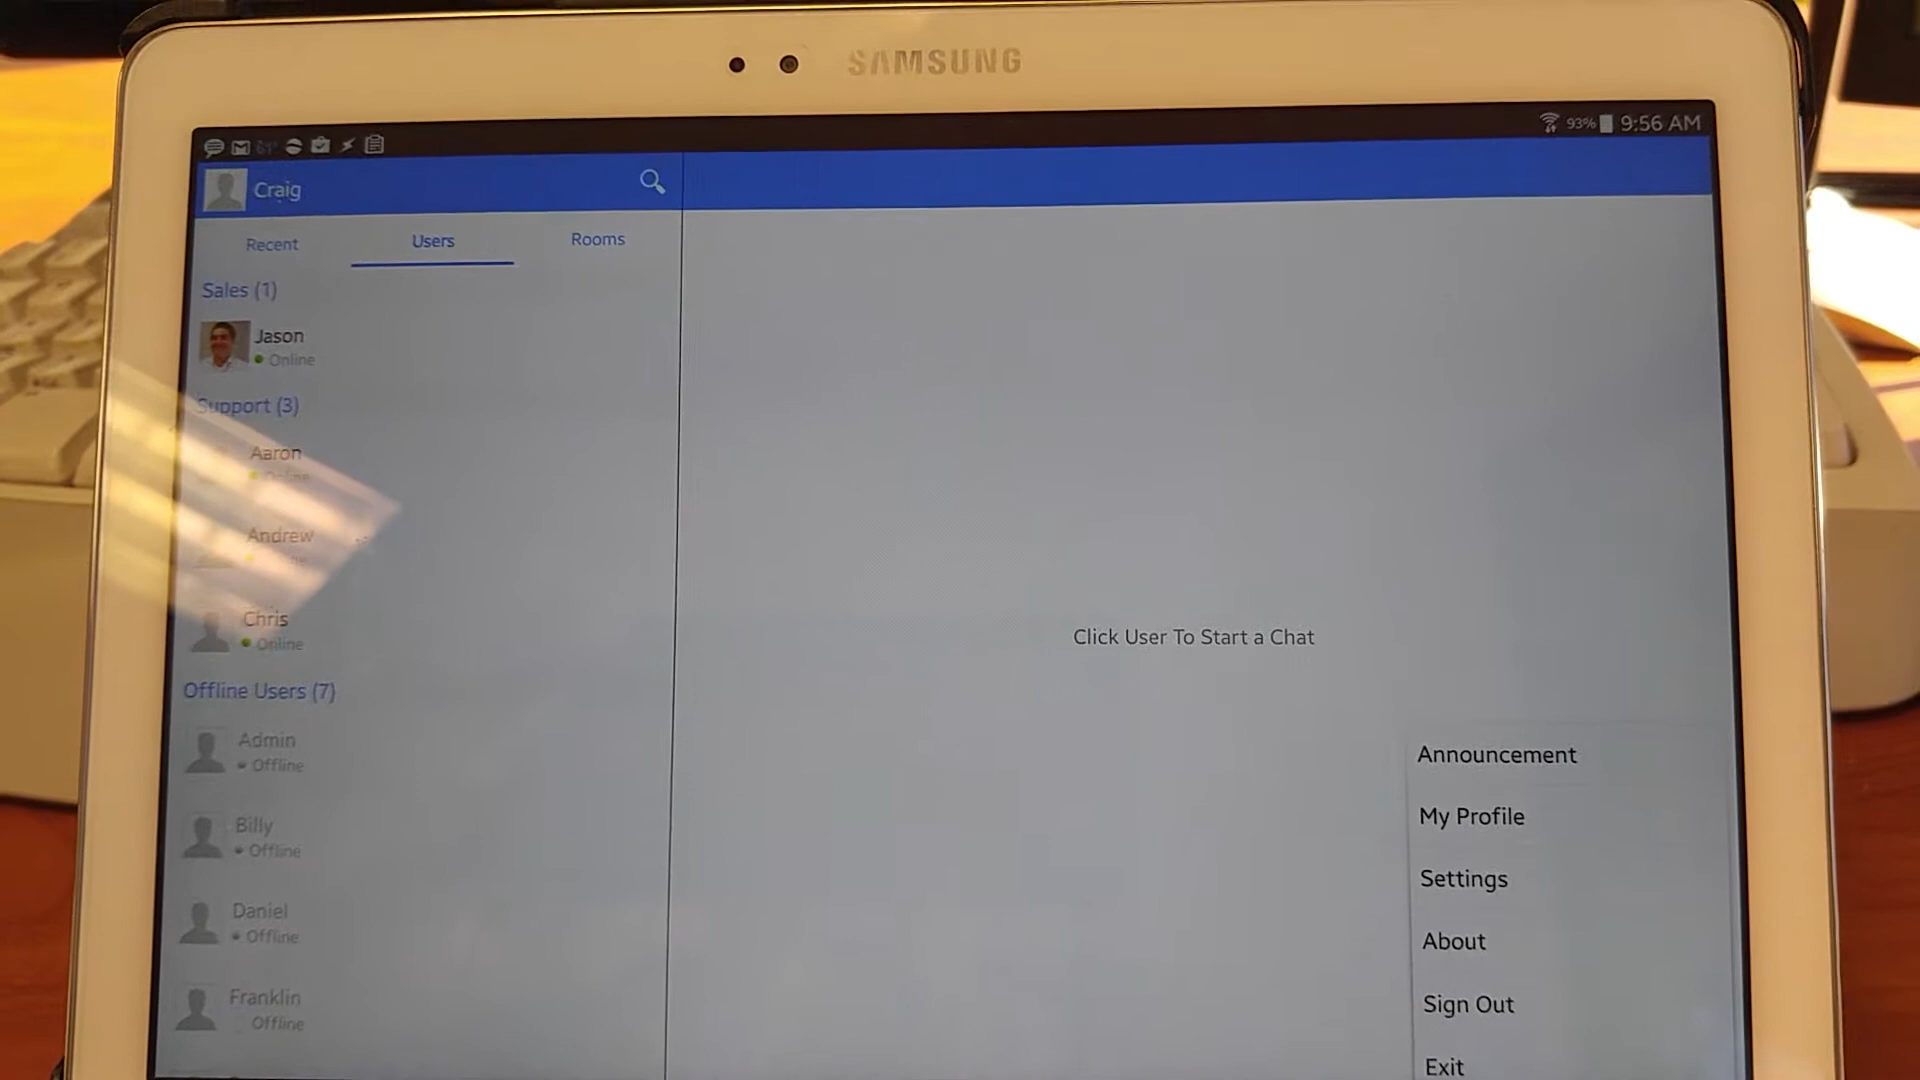 SAMSUNG
93% 9:56 AM
Craig
Recent Users Rooms
Sales (1)
Jason
Online
Support (3)
Aaron
Online
Andrew
Chris
Online
Offline Users (7)
Admin
Offline
Billy
Offline
Daniel
Offline
Franklin
Offline
Click User To Start a Chat
Announcement
My Profile
Settings
About
Sign Out
Exit